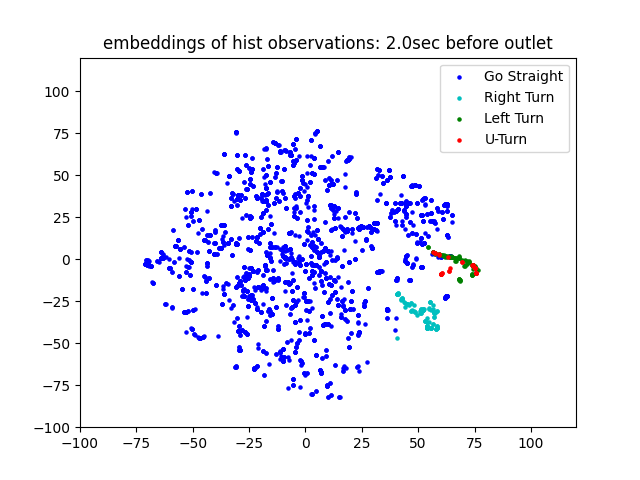 embeddings of hist observations: 2.0sec before outlet
Go Straight
Right Turn
Left Turn
U-Turn
100
75
50
25
0
−25
−50
−75
−100
−100 −75 −50 −25 0 25 50 75 100